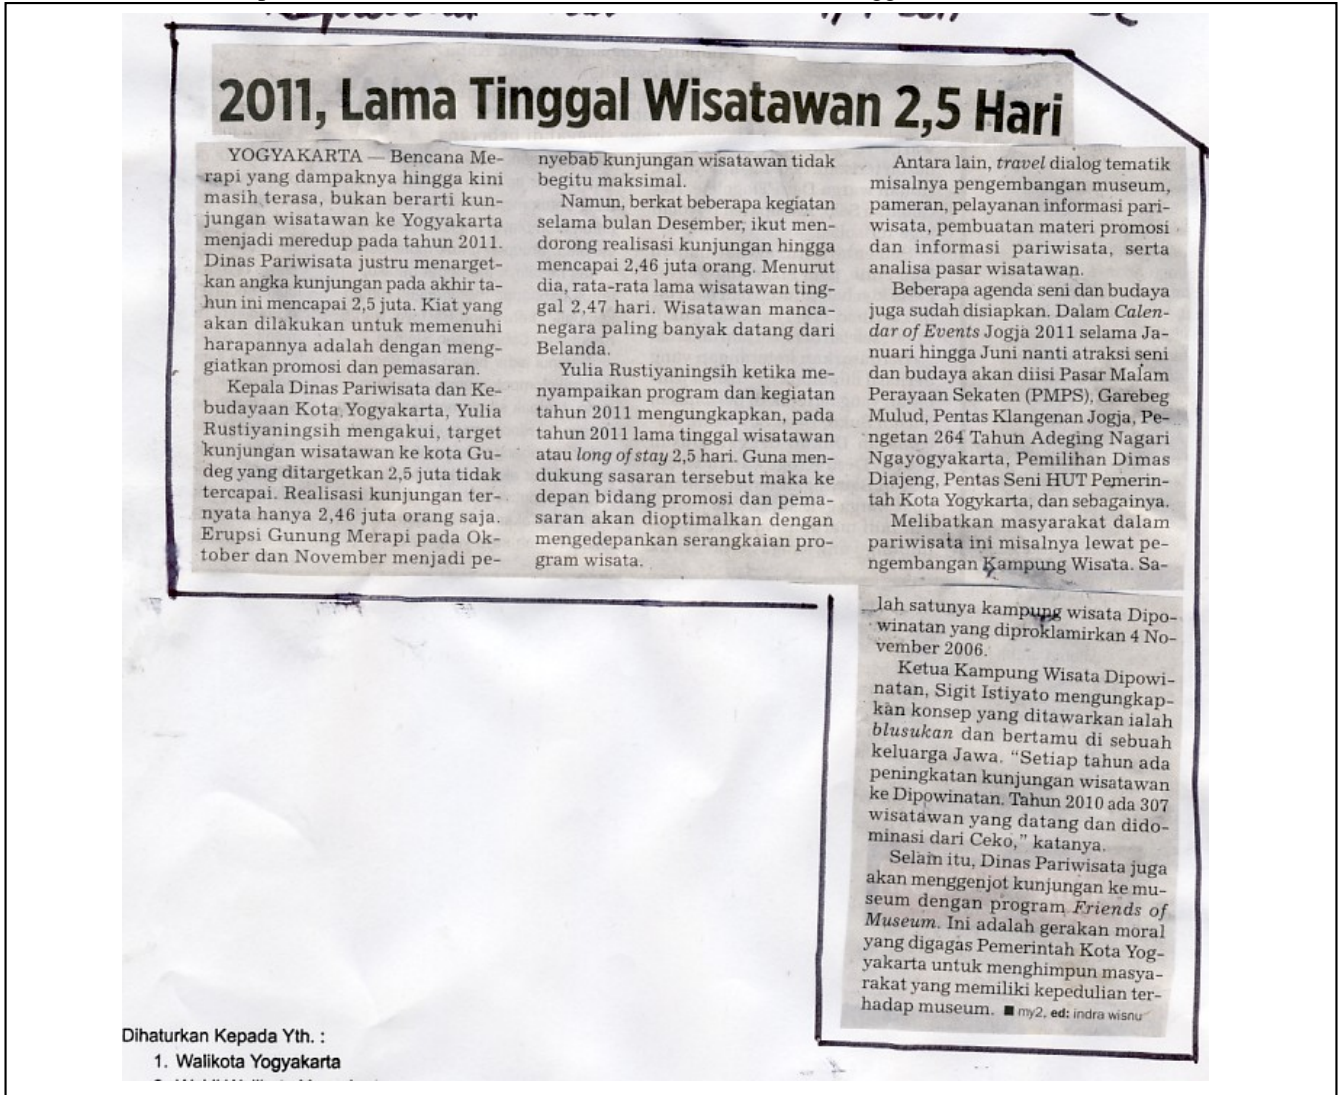 2011, Lama Tinggal Wisatawan 2,5 Hari
YOGYAKARTA — Bencana Me-
rapi yang dampaknya hingga kini
masih terasa, bukan berarti kun-
jungan wisatawan ke Yogyakarta
menjadi meredup pada tahun 2011.
Dinas Pariwisata justru menarget-
kan angka kunjungan pada akhir ta-
hun ini mencapai 2,5 juta. Kiat yang
akan dilakukan untuk memenuhi
harapannya adalah dengan meng-
giatkan promosi dan pemasaran.
Kepala Dinas Pariwisata dan Ke-
budayaan Kota Yogyakarta, Yulia
Rustiyaningsih mengakui, target
kunjungan wisatawan ke kota Gu-
deg yang ditargetkan 2,5 juta tidak
tercapai. Realisasi kunjungan ter-
nyata hanya 2,46 juta orang saja.
Erupsi Gunung Merapi pada Ok-
tober dan November menjadi pe-
nyebab kunjungan wisatawan tidak
begitu maksimal.
Namun, berkat beberapa kegiatan
selama bulan Desember, ikut men-
dorong realisasi kunjungan hingga
mencapai 2,46 juta orang. Menurut
dia, rata-rata lama wisatawan ting-
gal 2,47 hari. Wisatawan manca-
negara paling banyak datang dari
Belanda.
Yulia Rustiyaningsih ketika me-
nyampaikan program dan kegiatan
tahun 2011 mengungkapkan, pada
tahun 2011 lama tinggal wisatawan
atau long of stay 2,5 hari. Guna men-
dukung sasaran tersebut maka ke
depan bidang promosi dan pema-
saran akan dioptimalkan dengan
mengedepankan serangkaian pro-
gram wisata.
Antara lain, travel dialog tematik
misalnya pengembangan museum,
pameran, pelayanan informasi pari-
wisata, pembuatan materi promosi
dan informasi pariwisata, serta
analisa pasar wisatawan.
Beberapa agenda seni dan budaya
juga sudah disiapkan. Dalam Calen-
dar of Events Jogja 2011 selama Ja-
nuari hingga Juni nanti atraksi seni
dan budaya akan diisi Pasar Malam
Perayaan Sekaten (PMPS), Garebeg
Mulud, Pentas Klangenan Jogja, Pe-
ngetan 264 Tahun Adeging Nagari
Ngayogyakarta, Pemilihan Dimas
Diajeng, Pentas Seni HUT Pemerin-
tah Kota Yogykarta, dan sebagainya.
Melibatkan masyarakat dalam
pariwisata ini misalnya lewat pe-
ngembangan Kampung Wisata. Sa-
lah satunya kampung wisata Dipo-
winatan yang diproklamirkan 4 No-
vember 2006.
Ketua Kampung Wisata Dipowi-
natan, Sigit Istiyato mengungkap-
kan konsep yang ditawarkan ialah
blusukan dan bertamu di sebuah
keluarga Jawa. “Setiap tahun ada
peningkatan kunjungan wisatawan
ke Dipowinatan. Tahun 2010 ada 307
wisatawan yang datang dan dido-
minasi dari Ceko,” katanya.
Selain itu, Dinas Pariwisata juga
akan menggenjot kunjungan ke mu-
seum dengan program Friends of
Museum. Ini adalah gerakan moral
yang digagas Pemerintah Kota Yog-
yakarta untuk menghimpun masya-
rakat yang memiliki kepedulian ter-
hadap museum. ■ my2, ed: indra wisnu
Dihaturkan Kepada Yth. :
1. Walikota Yogyakarta